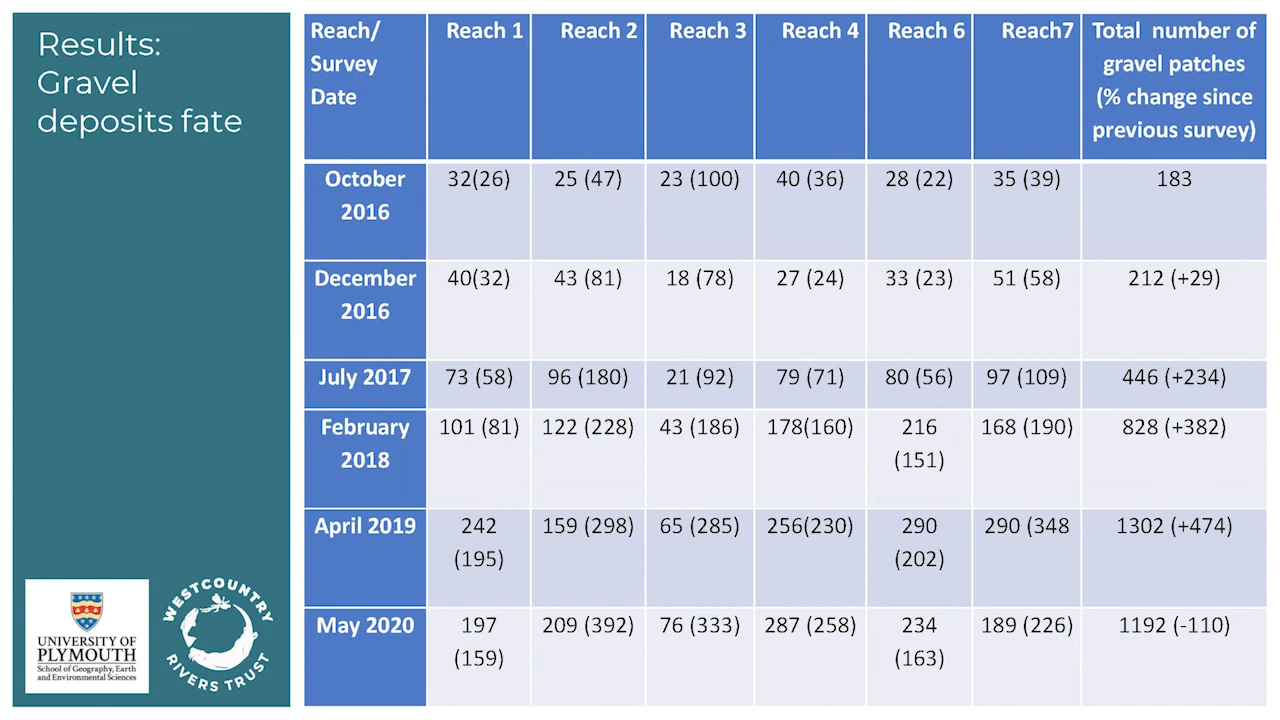 Results:
Gravel
deposits fate
Reach/ Reach 1 Reach 2 Reach 3 Reach 4 Reach 6 Reach7 Total number of
Survey gravel patches
Date (% change since
previous survey)
October 32(26) 25 (47) 23 (100) 40 (36) 28 (22) 35 (39) 183
2016
December 40(32) 43 (81) 18 (78) 27 (24) 33 (23) 51 (58) 212 (+29)
2016
July 2017 73 (58) 96 (180) 21 (92) 79 (71) 80 (56) 97 (109) 446 (+234)
February 101 (81) 122 (228) 43 (186) 178(160) 216 168 (190) 828 (+382)
2018 (151)
April 2019 242 159 (298) 65 (285) 256(230) 290 290 (348 1302 (+474)
(195) (202)
May 2020 197 209 (392) 76 (333) 287 (258) 234 189 (226) 1192 (-110)
(159) (163)
UNIVERSITY OF
PLYMOUTH
School of Geography, Earth
and Environmental Sciences
WESTCOUNTRY
RIVERS TRUST